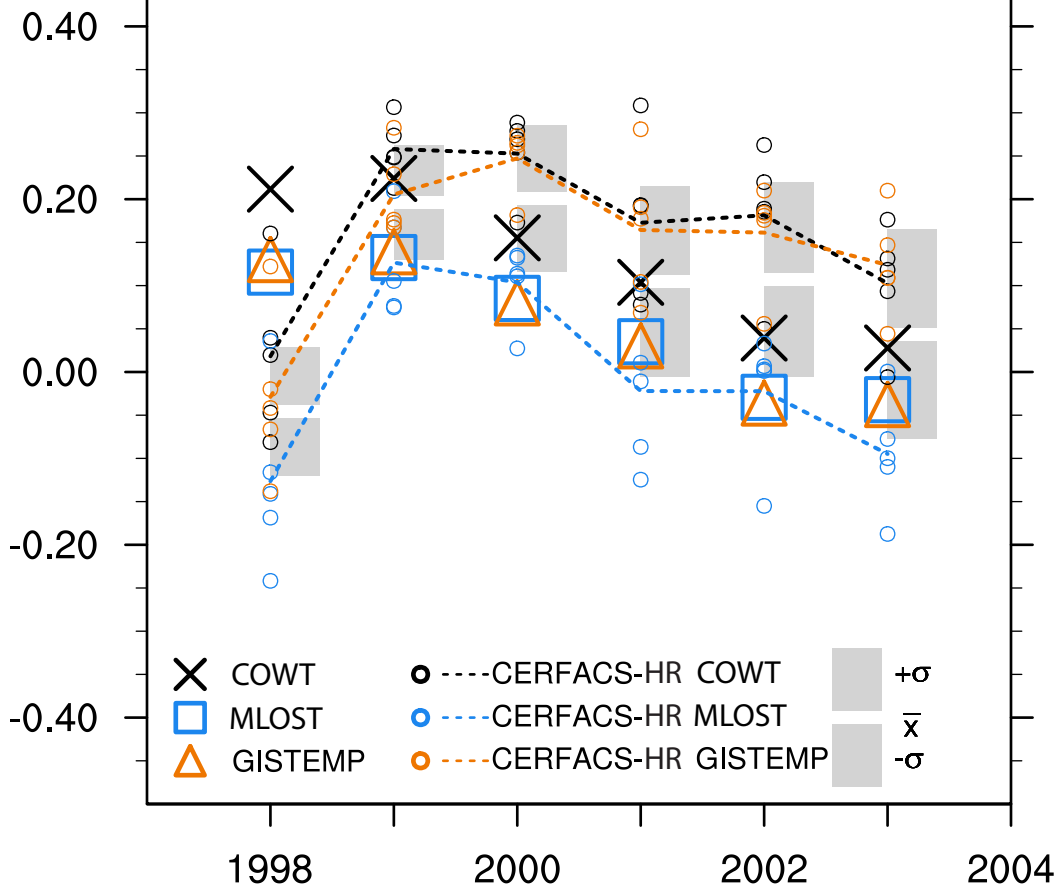 0.40
0.20
0.00
-0.20
-0.40
COWT CERFACS-HR COWT +σ
MLOST CERFACS-HR MLOST x̅
GISTEMP CERFACS-HR GISTEMP -σ
1998 2000 2002 2004